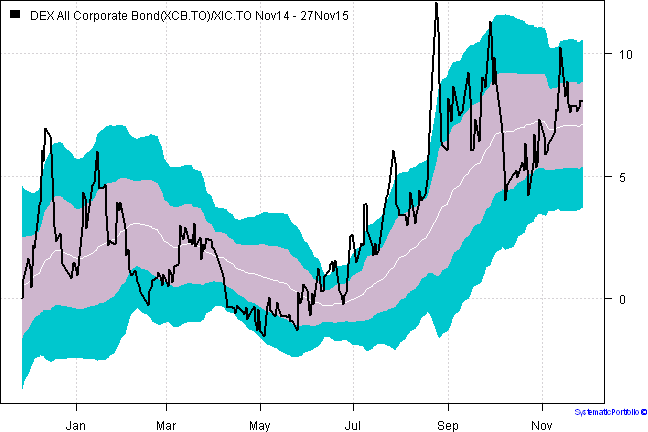 DEX All Corporate Bond(XCB.TO)/XIC.TO Nov14 - 27Nov15
10
5
0
Jan Mar May Jul Sep Nov
SystematicPortfolio ©